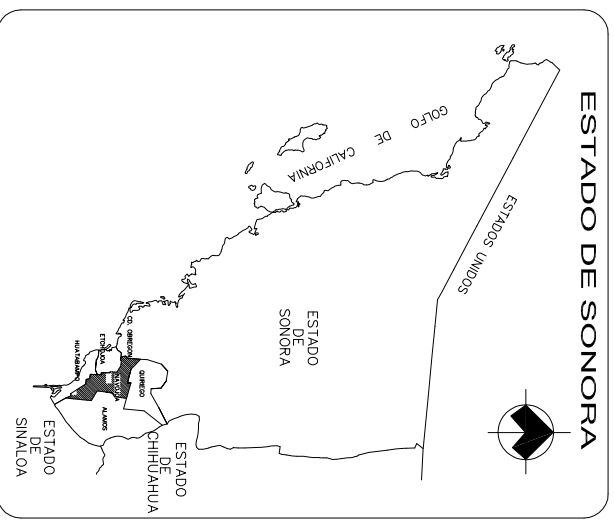 ESTADO DE SONORA
ESTADOS UNIDOS
GOLFO DE CALIFORNIA
ESTADO
DE
SONORA
CD. OBREGON
ETCHOJOA
HUATABAMPO
QUIRIEGO
NAVOJOA
ALAMOS
ESTADO
DE
CHIHUAHUA
ESTADO
DE
SINALOA